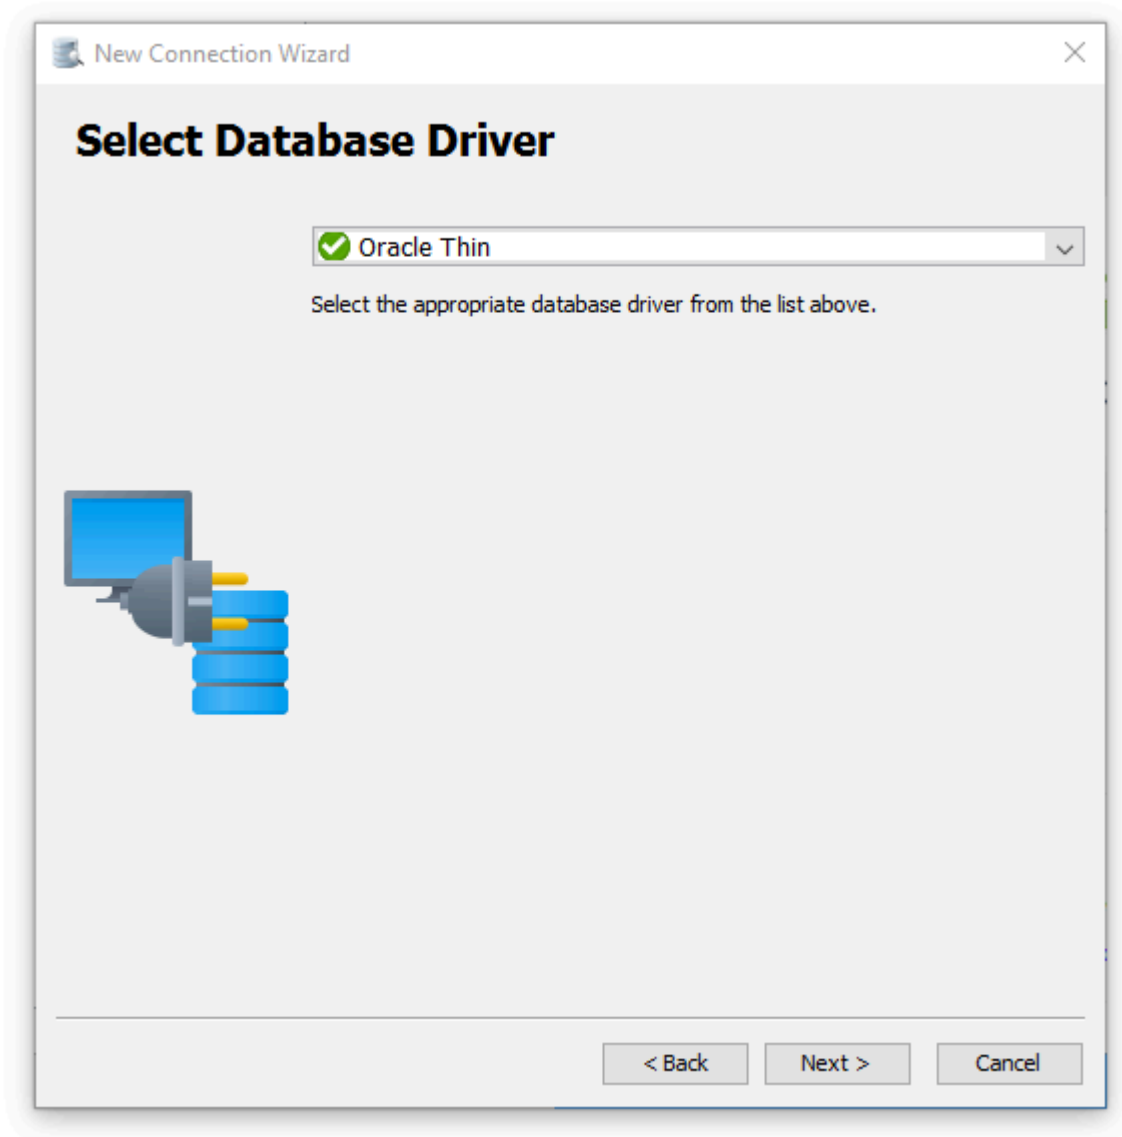 New Connection Wizard
Select Database Driver
Oracle Thin
Select the appropriate database driver from the list above.
< Back
Next >
Cancel